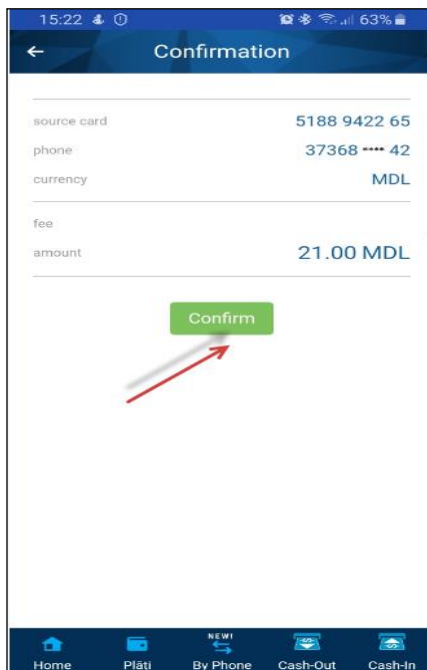 15:22 63%
Confirmation
source card 5188 9422 65
phone 37368 **** 42
currency MDL
fee
amount 21.00 MDL
Confirm
NEW!
Home Plăti By Phone Cash-Out Cash-In